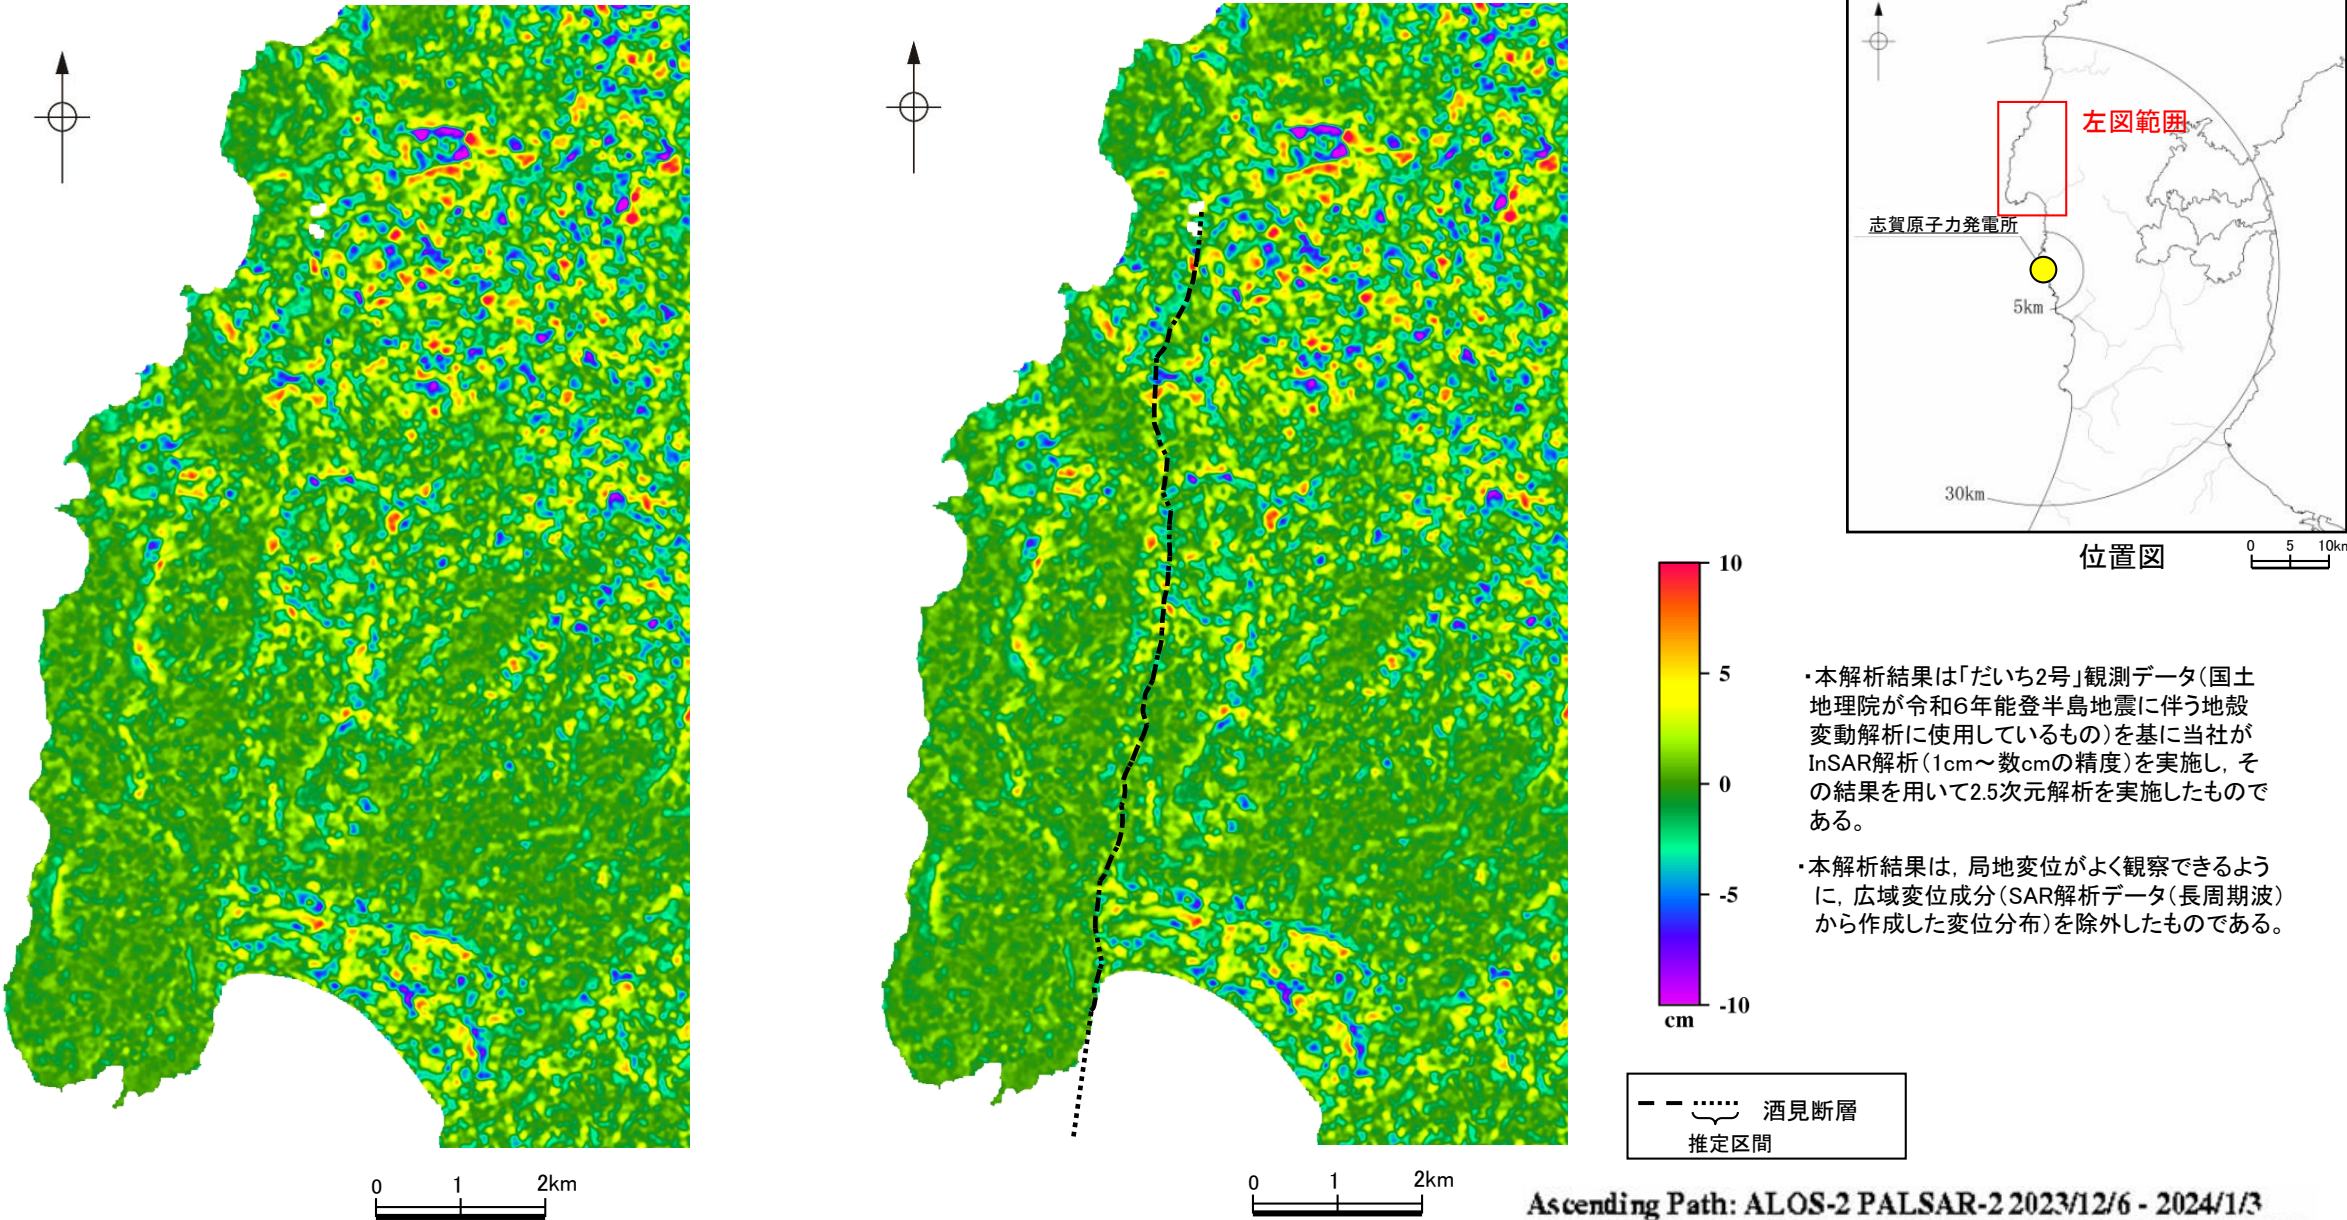 左図範囲
志賀原子力発電所
5km
30km
位置図
0 5 10km
10
5
0
-5
-10
cm
・本解析結果は「だいち2号」観測データ(国土
地理院が令和6年能登半島地震に伴う地殻
変動解析に使用しているもの)を基に当社が
InSAR解析(1cm～数cmの精度)を実施し，そ
の結果を用いて2.5次元解析を実施したもので
ある。
・本解析結果は，局地変位がよく観察できるよう
に，広域変位成分(SAR解析データ(長周期波)
から作成した変位分布)を除外したものである。
酒見断層
推定区間
0 1 2km
0 1 2km
Ascending Path: ALOS-2 PALSAR-2 2023/12/6 - 2024/1/3